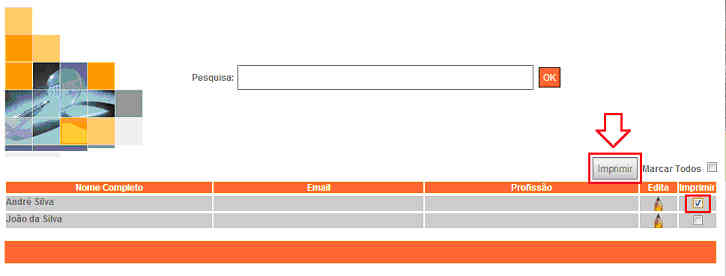 Pesquisa: OK
Imprimir Marcar Todos
Nome Completo Email Profissão Edita Imprimir
André Silva
João da Silva